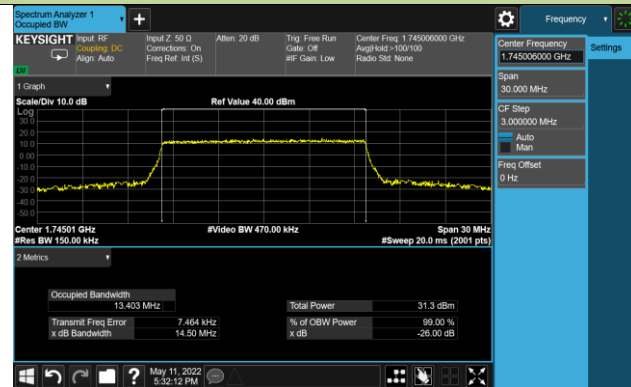 Spectrum Analyzer 1
Occupied BW
Frequency
KEYSIGHT
Input: RF
Coupling: DC
Align: Auto
Input Z: 50 Ω
Corrections: On
Freq Ref: Int (S)
Atten: 20 dB
Trig: Free Run
Gate: Off
#IF Gain: Low
Center Freq: 1.745006000 GHz
Avg|Hold:>100/100
Radio Std: None
LXI
Center Frequency
1.745006000 GHz
Settings
Span
30.000 MHz
CF Step
3.000000 MHz
Auto
Man
Freq Offset
0 Hz
1 Graph
Scale/Div 10.0 dB
Ref Value 40.00 dBm
Log
30.0
20.0
10.0
0.00
-10.0
-20.0
-30.0
-40.0
-50.0
Center 1.74501 GHz
#Res BW 150.00 kHz
#Video BW 470.00 kHz
Span 30 MHz
#Sweep 20.0 ms (2001 pts)
2 Metrics
Occupied Bandwidth
13.403 MHz
Total Power 31.3 dBm
Transmit Freq Error 7.464 kHz
% of OBW Power 99.00 %
x dB Bandwidth 14.50 MHz
x dB -26.00 dB
May 11, 2022
5:32:12 PM